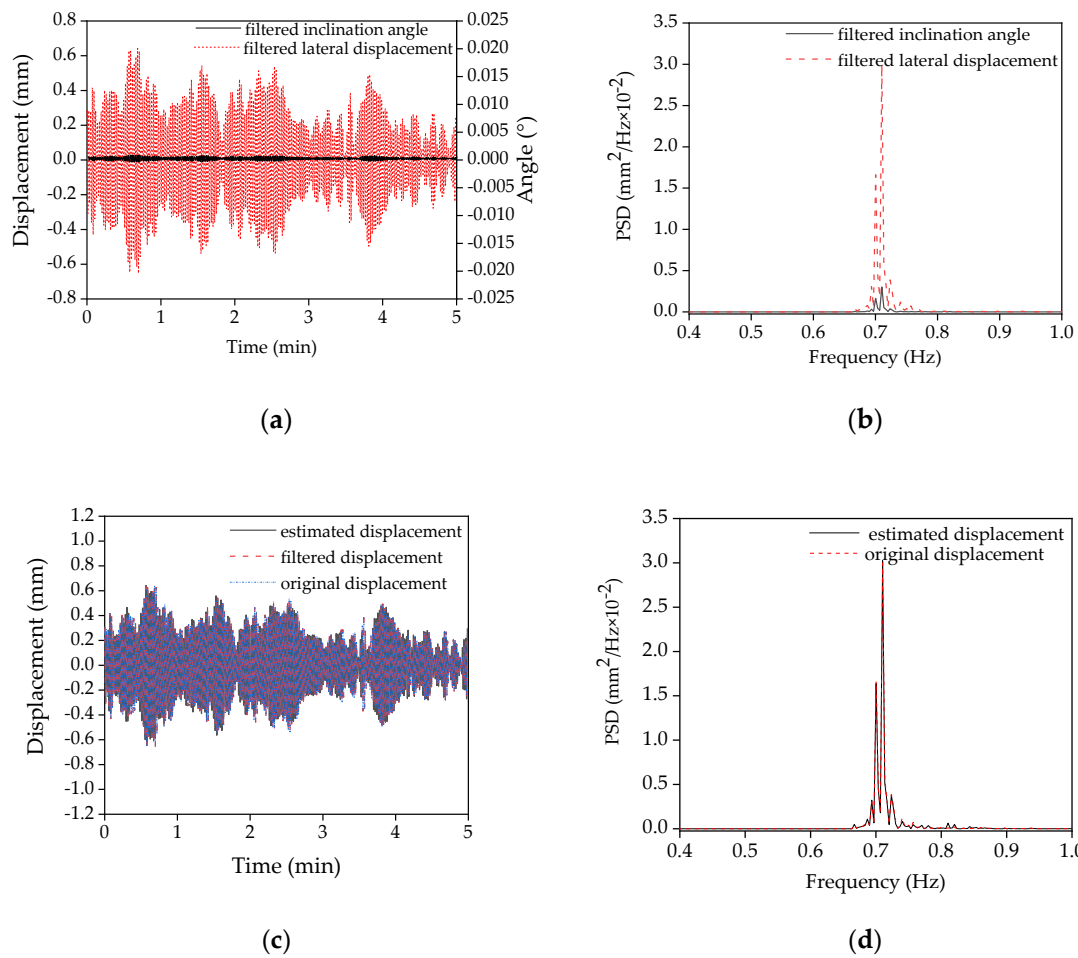 0.8
0.6
0.4
0.2
0.0
-0.2
-0.4
-0.6
-0.8
Displacement (mm)
filtered inclination angle
filtered lateral displacement
0.025
0.020
0.015
0.010
0.005
0.000
-0.005
-0.010
-0.015
-0.020
-0.025
Angle (°)
0 1 2 3 4 5
Time (min)
(a)
3.5
3.0
2.5
2.0
1.5
1.0
0.5
0.0
PSD (mm²/Hz×10⁻²)
filtered inclination angle
filtered lateral displacement
0.4 0.5 0.6 0.7 0.8 0.9 1.0
Frequency (Hz)
(b)
1.2
1.0
0.8
0.6
0.4
0.2
0.0
-0.2
-0.4
-0.6
-0.8
-1.0
-1.2
Displacement (mm)
estimated displacement
filtered displacement
original displacement
0 1 2 3 4 5
Time (min)
(c)
3.5
3.0
2.5
2.0
1.5
1.0
0.5
0.0
PSD (mm²/Hz×10⁻²)
estimated displacement
original displacement
0.4 0.5 0.6 0.7 0.8 0.9 1.0
Frequency (Hz)
(d)